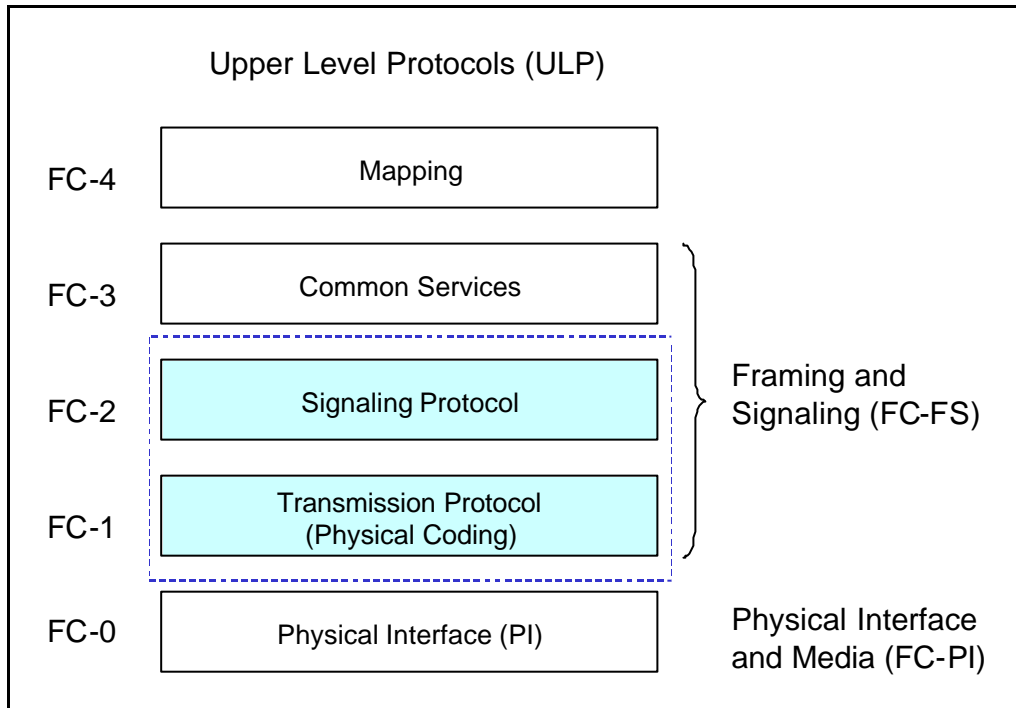 Upper Level Protocols (ULP)
FC-4
Mapping
FC-3
Common Services
FC-2
Signaling Protocol
Framing and
Signaling (FC-FS)
FC-1
Transmission Protocol
(Physical Coding)
FC-0
Physical Interface (PI)
Physical Interface
and Media (FC-PI)